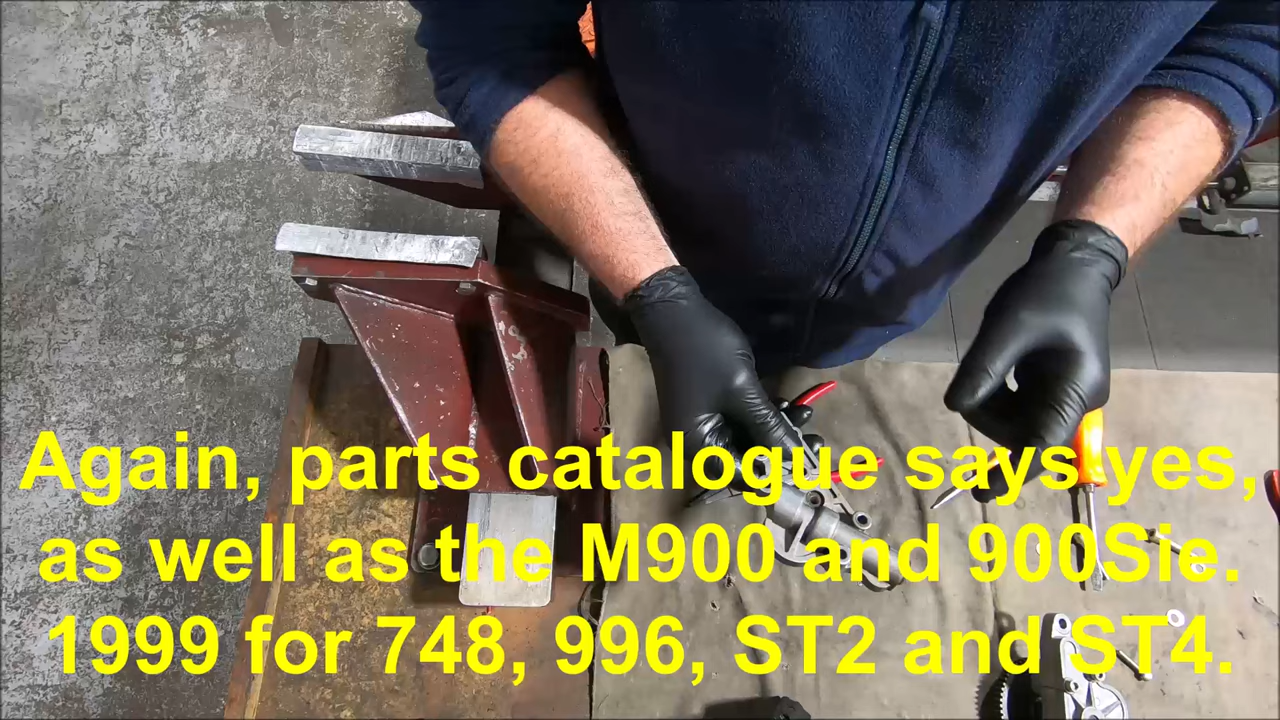 Again, parts catalogue says yes,
as well as the M900 and 900Sie.
1999 for 748, 996, ST2 and ST4.